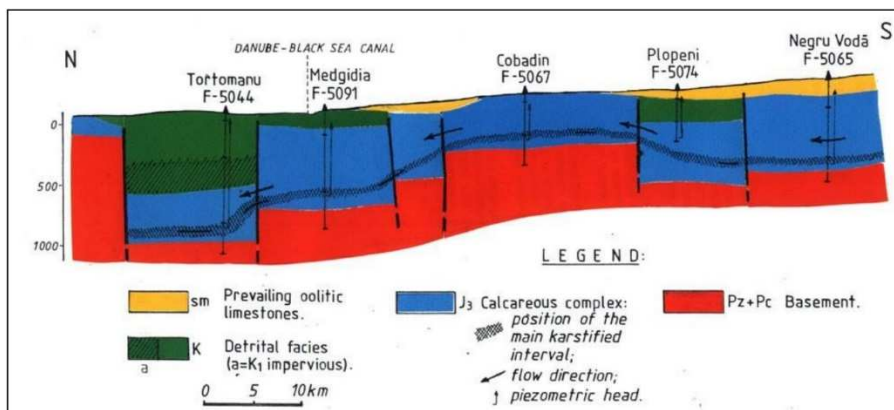 N
S
DANUBE-BLACK SEA CANAL
Tortomanu
F-5044
Medgidia
F-5091
Cobadin
F-5067
Plopeni
F-5074
Negru Vodă
F-5065
0
500
1000
LEGEND:
sm Prevailing oolitic
limestones.
a K Detrital facies
(a=K1 impervious).
J3 Calcareous complex:
position of the
main karstified
interval;
flow direction;
piezometric head.
Pz+Pc Basement.
0 5 10km